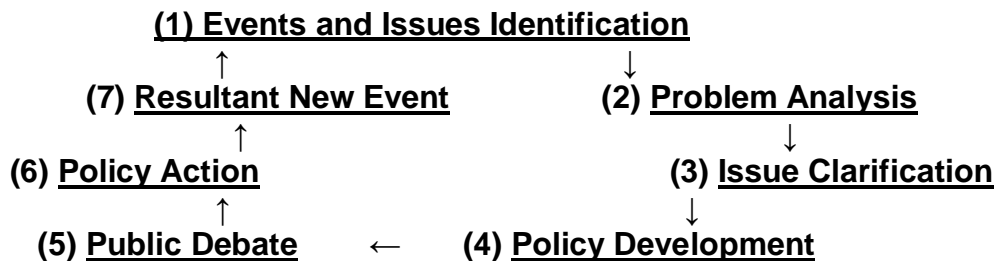 (1) Events and Issues Identification
↑ ↓
(7) Resultant New Event (2) Problem Analysis
↑ ↓
(6) Policy Action (3) Issue Clarification
↑ ↓
(5) Public Debate ← (4) Policy Development